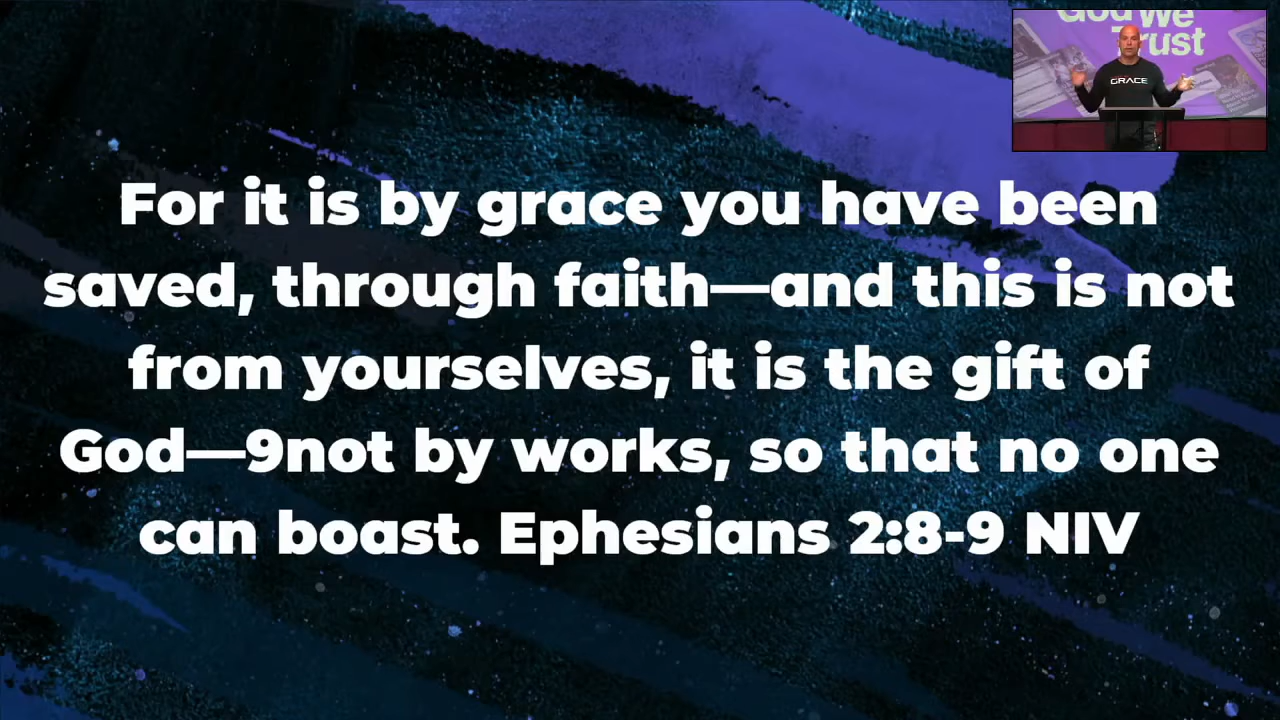 God We
Trust
GRACE
For it is by grace you have been
saved, through faith—and this is not
from yourselves, it is the gift of
God—9not by works, so that no one
can boast. Ephesians 2:8-9 NIV